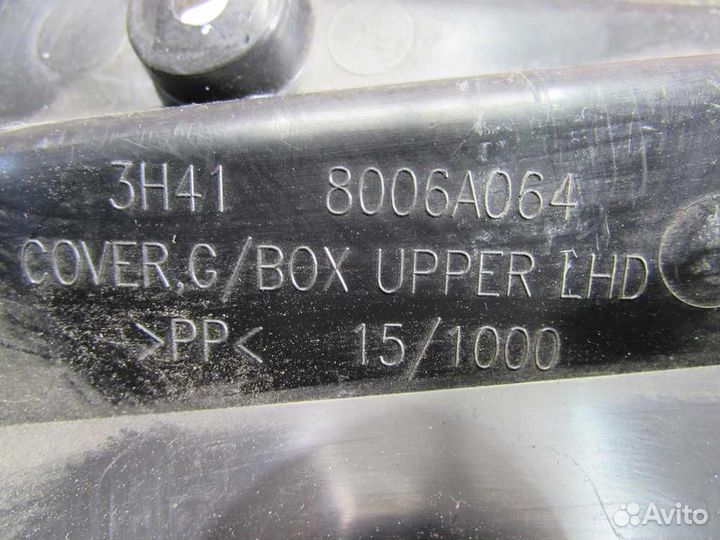 3H41 8006A064
COVER,G/BOX UPPER LHD
>PP< 15/1000
Avito